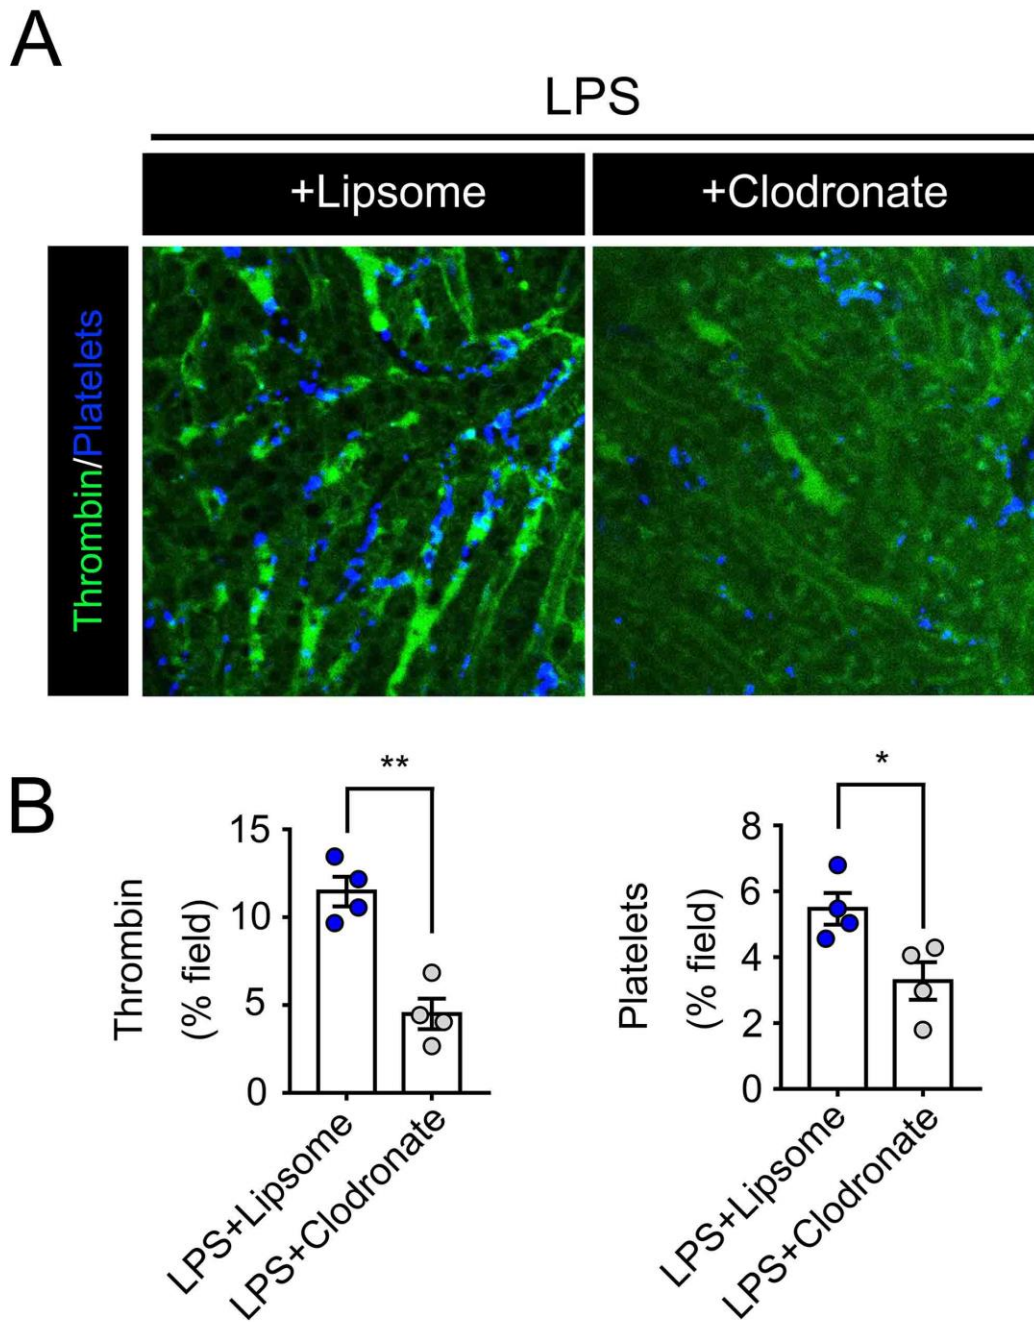 A
LPS
+Lipsome
+Clodronate
Thrombin/Platelets
B
**
Thrombin
(% field)
15
10
5
0
LPS+Lipsome
LPS+Clodronate
*
Platelets
(% field)
8
6
4
2
0
LPS+Lipsome
LPS+Clodronate